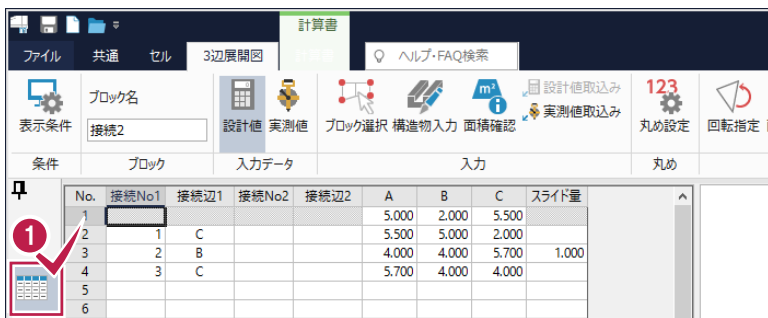 計算書
ファイル 共通 セル 3辺展開図 ヘルプ・FAQ検索
表示条件
ブロック名
接続2
設計値 実測値
ブロック選択 構造物入力 面積確認
m²
設計値取込み
実測値取込み
123
丸め設定
回転指定
条件 ブロック 入力データ 入力 丸め
No. 接続No1 接続辺1 接続No2 接続辺2 A B C スライド量
1 5.000 2.000 5.500
2 1 C 5.500 5.000 2.000
3 2 B 4.000 4.000 5.700 1.000
4 3 C 5.700 4.000 4.000
5
6
1